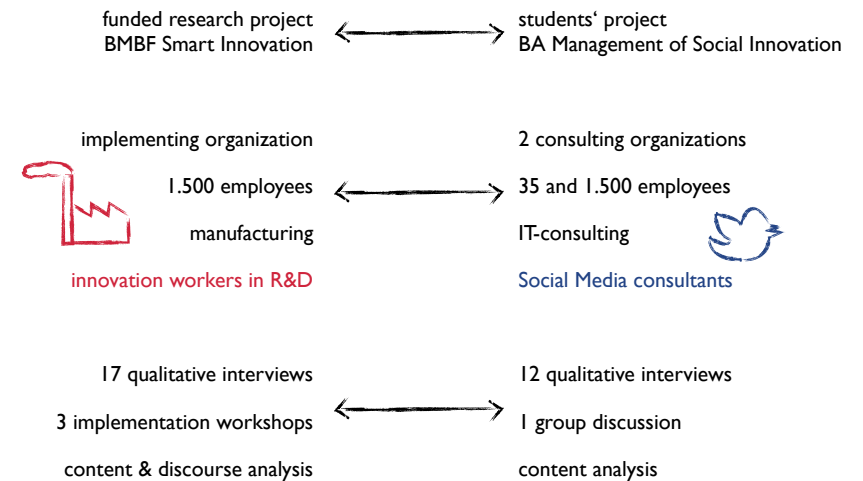 funded research project
BMBF Smart Innovation
students‘ project
BA Management of Social Innovation
implementing organization
2 consulting organizations
1.500 employees
35 and 1.500 employees
manufacturing
IT-consulting
innovation workers in R&D
Social Media consultants
17 qualitative interviews
12 qualitative interviews
3 implementation workshops
1 group discussion
content & discourse analysis
content analysis